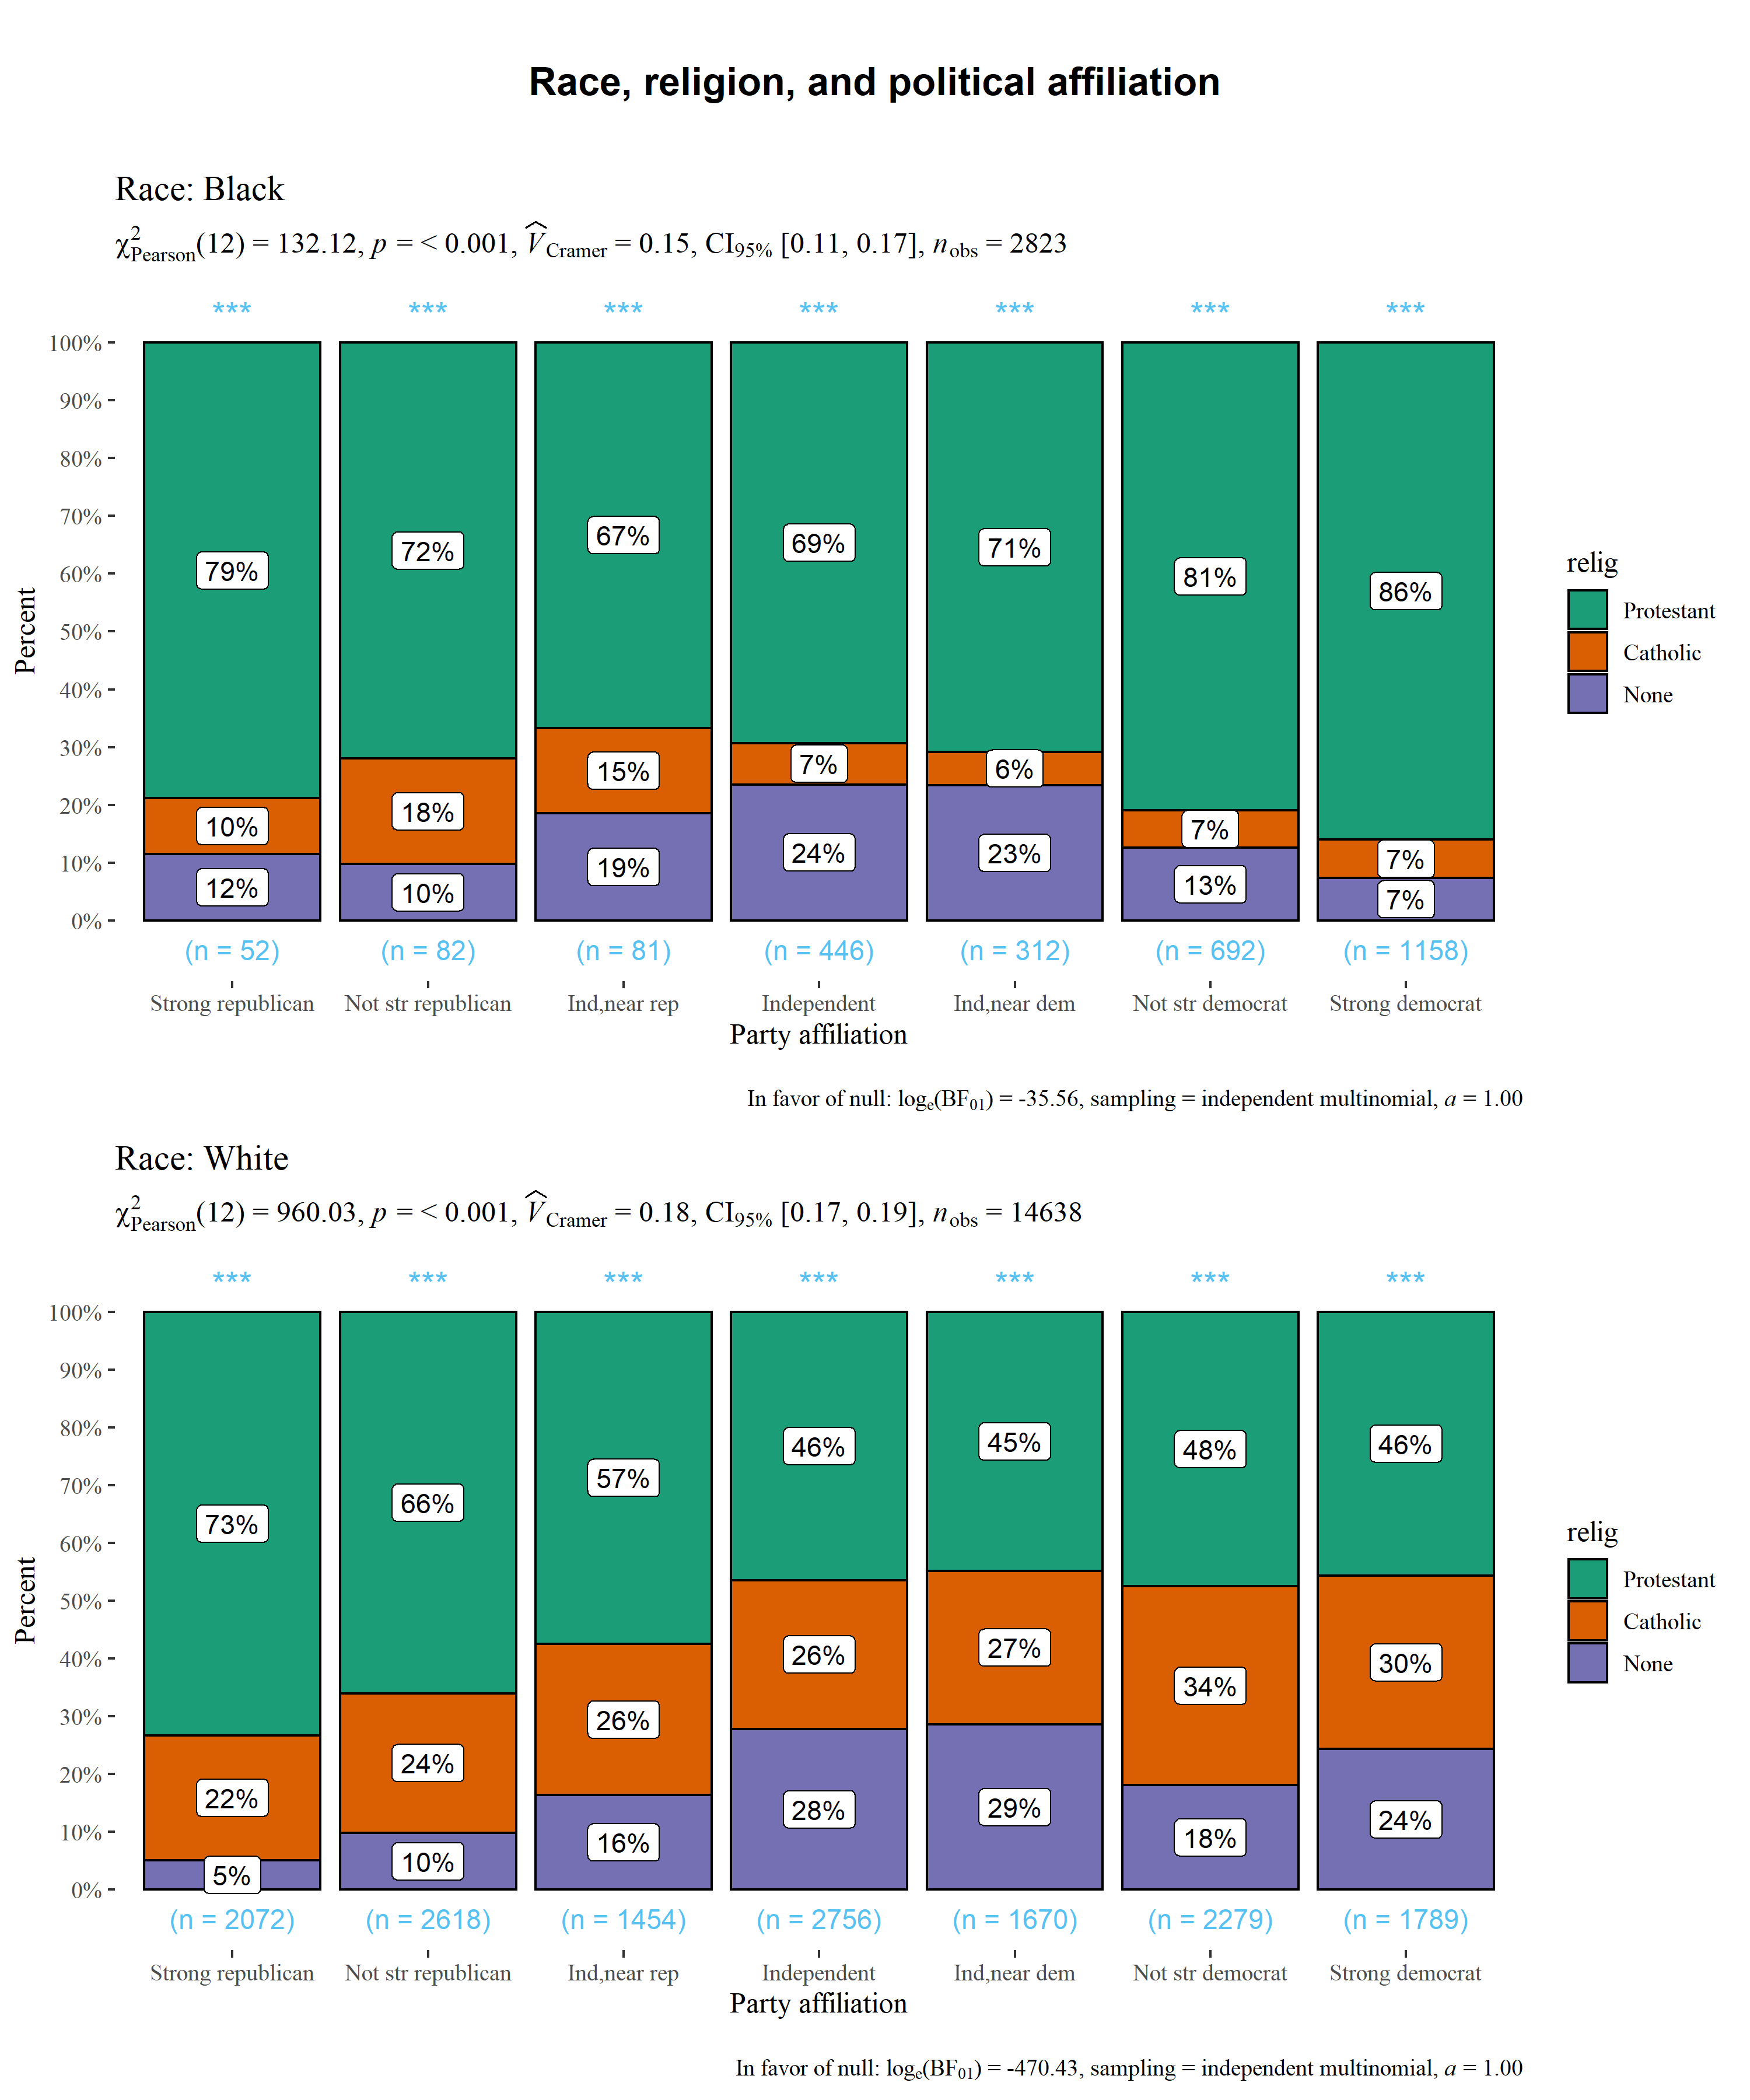 Race, religion, and political affiliation
Race: Black
χ²Pearson(12) = 132.12, p = < 0.001, V̂Cramer = 0.15, CI95% [0.11, 0.17], nobs = 2823
*** *** *** *** *** *** ***
100%
90%
80%
70%
60%
50%
40%
30%
20%
10%
0%
Percent
79% 72% 67% 69% 71% 81% 86%
10% 18% 15% 7% 6% 7% 7%
12% 10% 19% 24% 23% 13% 7%
(n = 52) (n = 82) (n = 81) (n = 446) (n = 312) (n = 692) (n = 1158)
Strong republican Not str republican Ind,near rep Independent Ind,near dem Not str democrat Strong democrat
Party affiliation
relig
Protestant
Catholic
None
In favor of null: loge(BF01) = -35.56, sampling = independent multinomial, a = 1.00
Race: White
χ²Pearson(12) = 960.03, p = < 0.001, V̂Cramer = 0.18, CI95% [0.17, 0.19], nobs = 14638
*** *** *** *** *** *** ***
100%
90%
80%
70%
60%
50%
40%
30%
20%
10%
0%
Percent
73% 66% 57% 46% 45% 48% 46%
22% 24% 26% 26% 27% 34% 30%
5% 10% 16% 28% 29% 18% 24%
(n = 2072) (n = 2618) (n = 1454) (n = 2756) (n = 1670) (n = 2279) (n = 1789)
Strong republican Not str republican Ind,near rep Independent Ind,near dem Not str democrat Strong democrat
Party affiliation
relig
Protestant
Catholic
None
In favor of null: loge(BF01) = -470.43, sampling = independent multinomial, a = 1.00